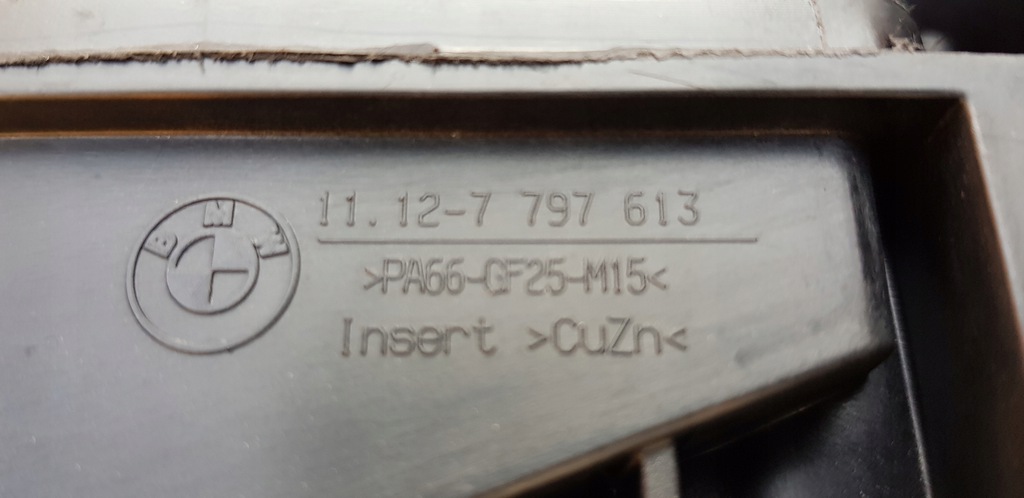 BMW
11.12-7 797 613
>PA66-GF25-M15<
Insert >CuZn<